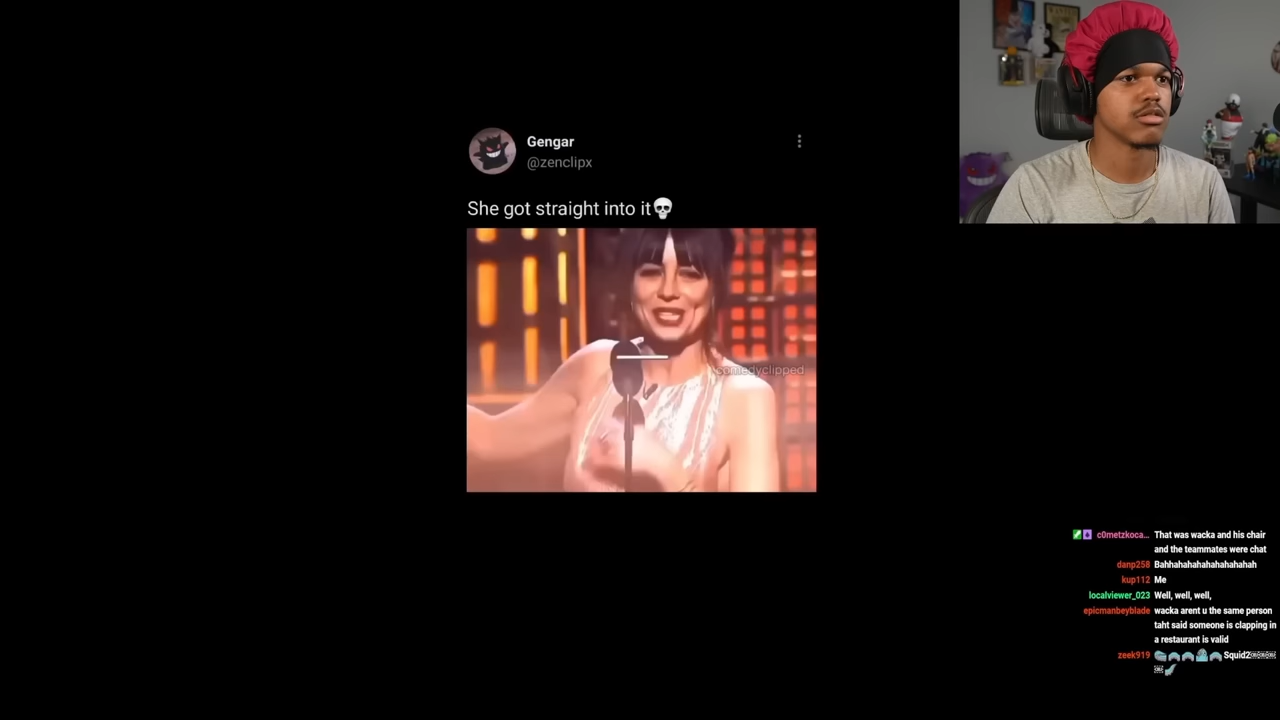 Gengar
@zenclipx
She got straight into it💀
comedyclipped
c0metzkoca... That was wacka and his chair
and the teammates were chat
danp258 Bahhahahahahahahahah
kup112 Me
localviewer_023 Well, well, well,
epicmanbeyblade wacka arent u the same person
taht said someone is clapping in
a restaurant is valid
zeek919 Squid2